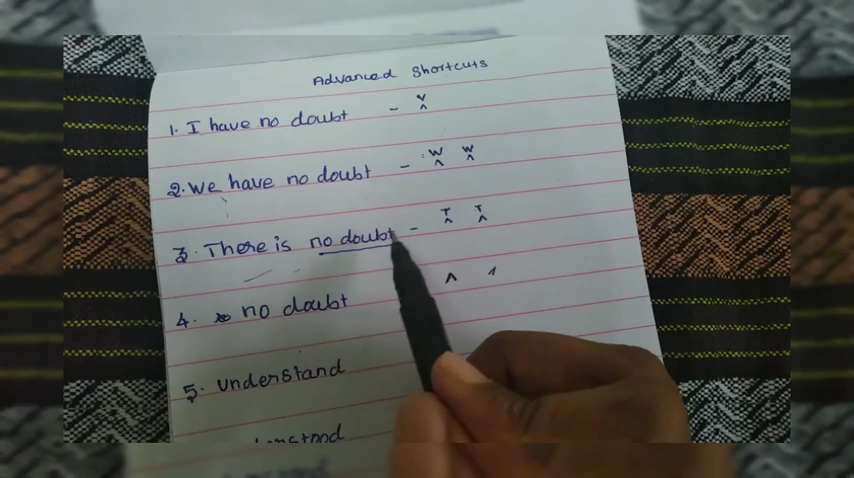 Advanced Shortcuts
1. I have no doubt - V ^
2. We have no doubt - W ^ W ^
3. There is no doubt - T ^ T ^
4. no doubt ^ ^
5. understand